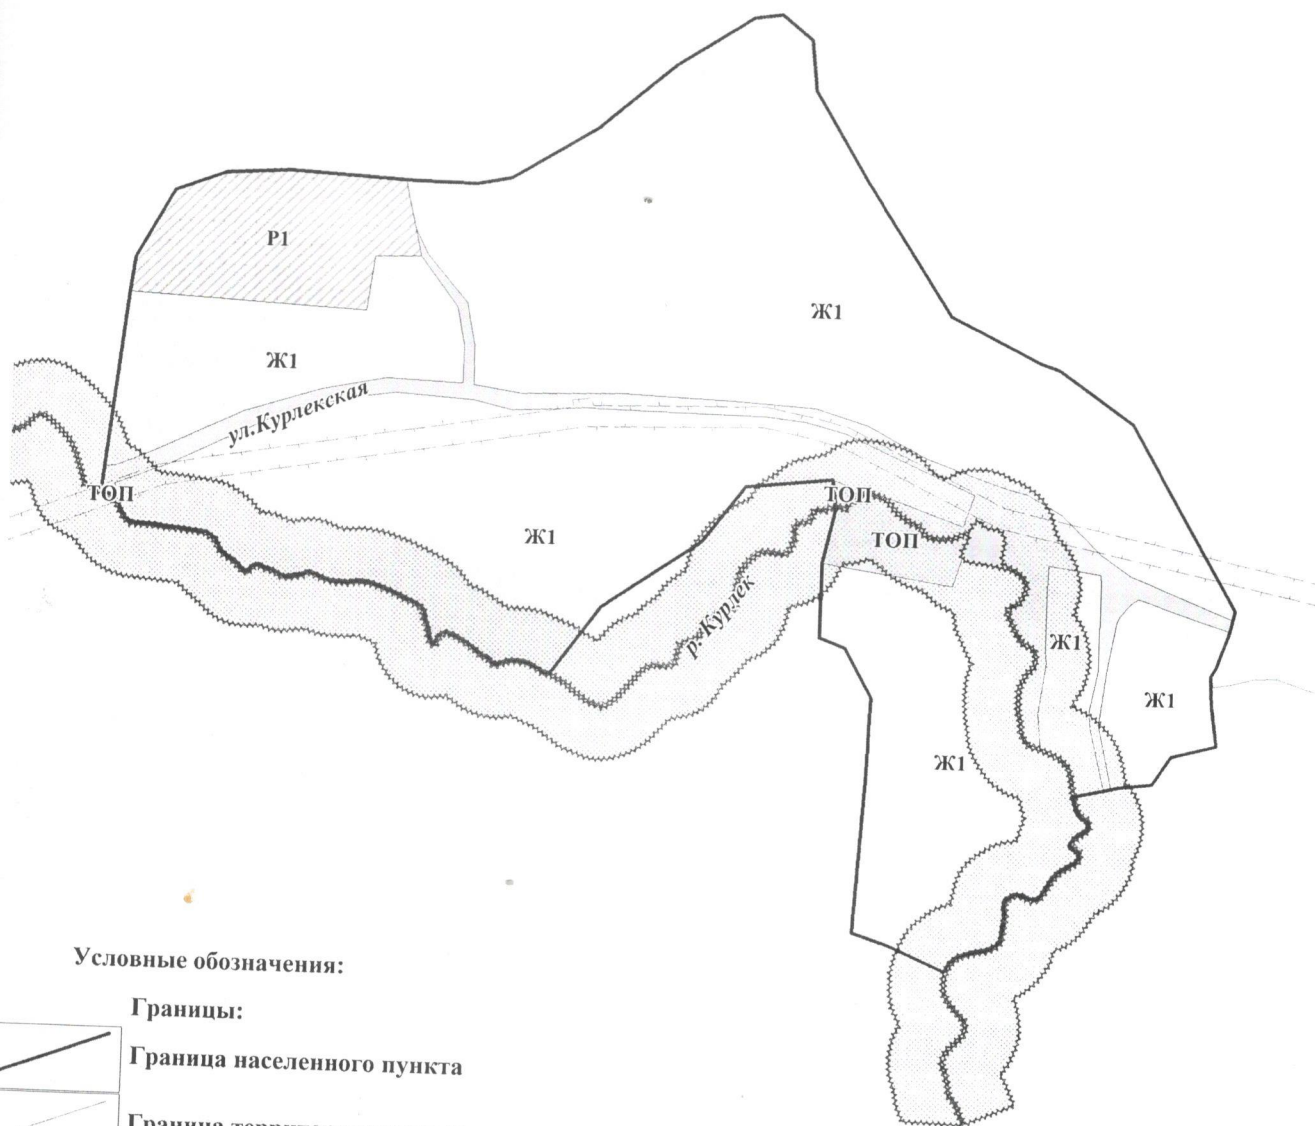 Р1
Ж1
Ж1
ул.Курлекская
ТОП
ТОП
Ж1
ТОП
р. Курлек
Ж1
Ж1
Ж1
Условные обозначения:
Границы:
Граница населенного пункта
Граница